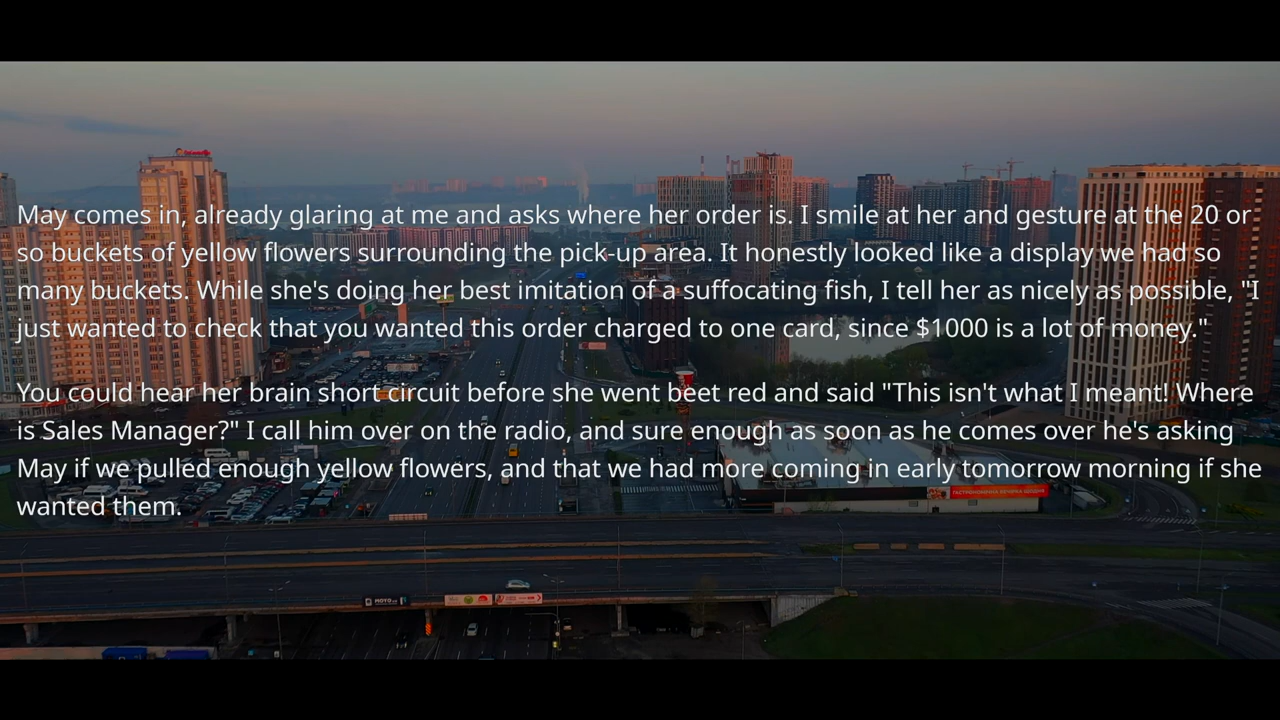 May comes in, already glaring at me and asks where her order is. I smile at her and gesture at the 20 or
so buckets of yellow flowers surrounding the pick-up area. It honestly looked like a display we had so
many buckets. While she's doing her best imitation of a suffocating fish, I tell her as nicely as possible, "I
just wanted to check that you wanted this order charged to one card, since $1000 is a lot of money."
You could hear her brain short circuit before she went beet red and said "This isn't what I meant! Where
is Sales Manager?" I call him over on the radio, and sure enough as soon as he comes over he's asking
May if we pulled enough yellow flowers, and that we had more coming in early tomorrow morning if she
wanted them.